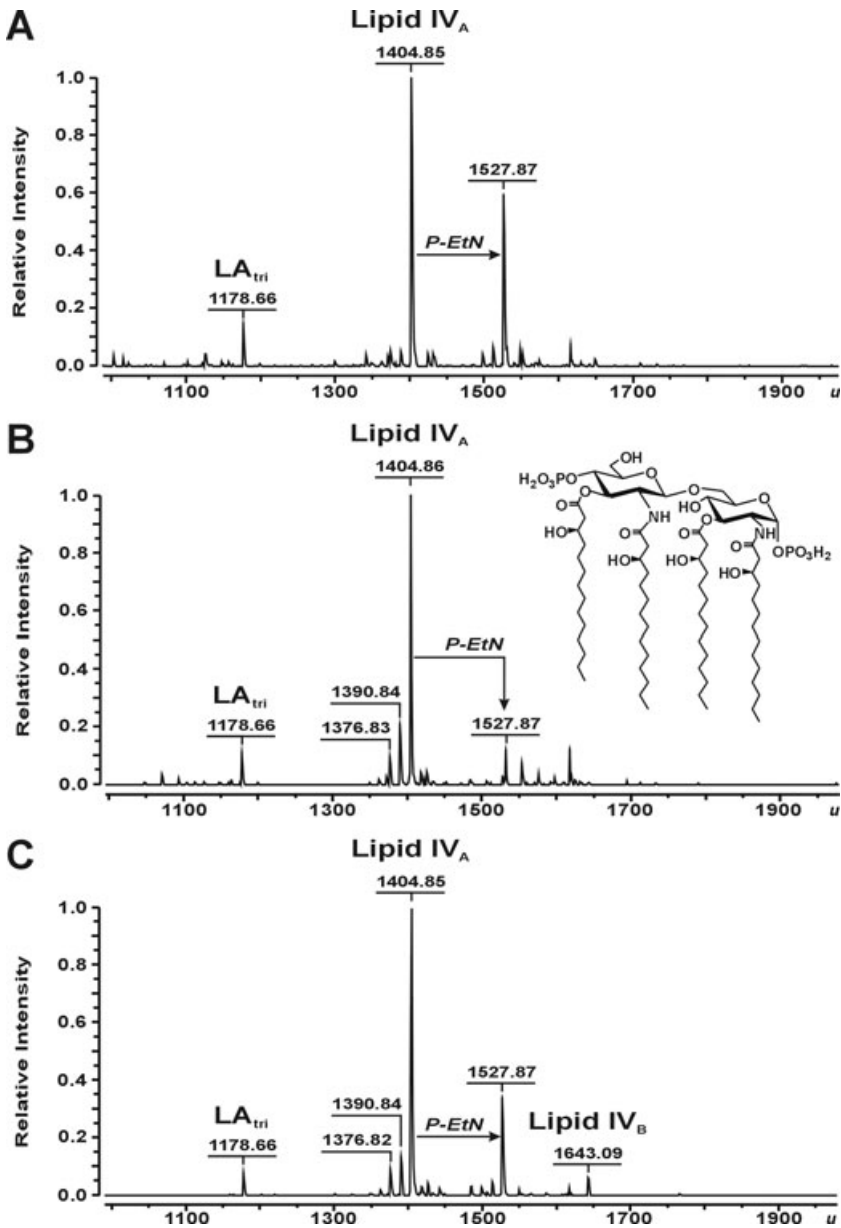 A
Lipid IVA
1404.85
1.0
0.8
0.6
0.4
0.2
0.0
Relative Intensity
1527.87
P-EtN
LAtri
1178.66
1100
1300
1500
1700
1900
u
B
Lipid IVA
1404.86
1.0
0.8
0.6
0.4
0.2
0.0
Relative Intensity
P-EtN
LAtri
1178.66
1390.84
1376.83
1527.87
OH
H2O3PO
O
O
O
O
HO
O
NH
O
HO
HO
O
O
HO
O
NH
O
HO
OPO3H2
1100
1300
1500
1700
1900
u
C
Lipid IVA
1404.85
1.0
0.8
0.6
0.4
0.2
0.0
Relative Intensity
1527.87
1390.84
P-EtN
Lipid IVB
LAtri
1376.82
1178.66
1643.09
1100
1300
1500
1700
1900
u